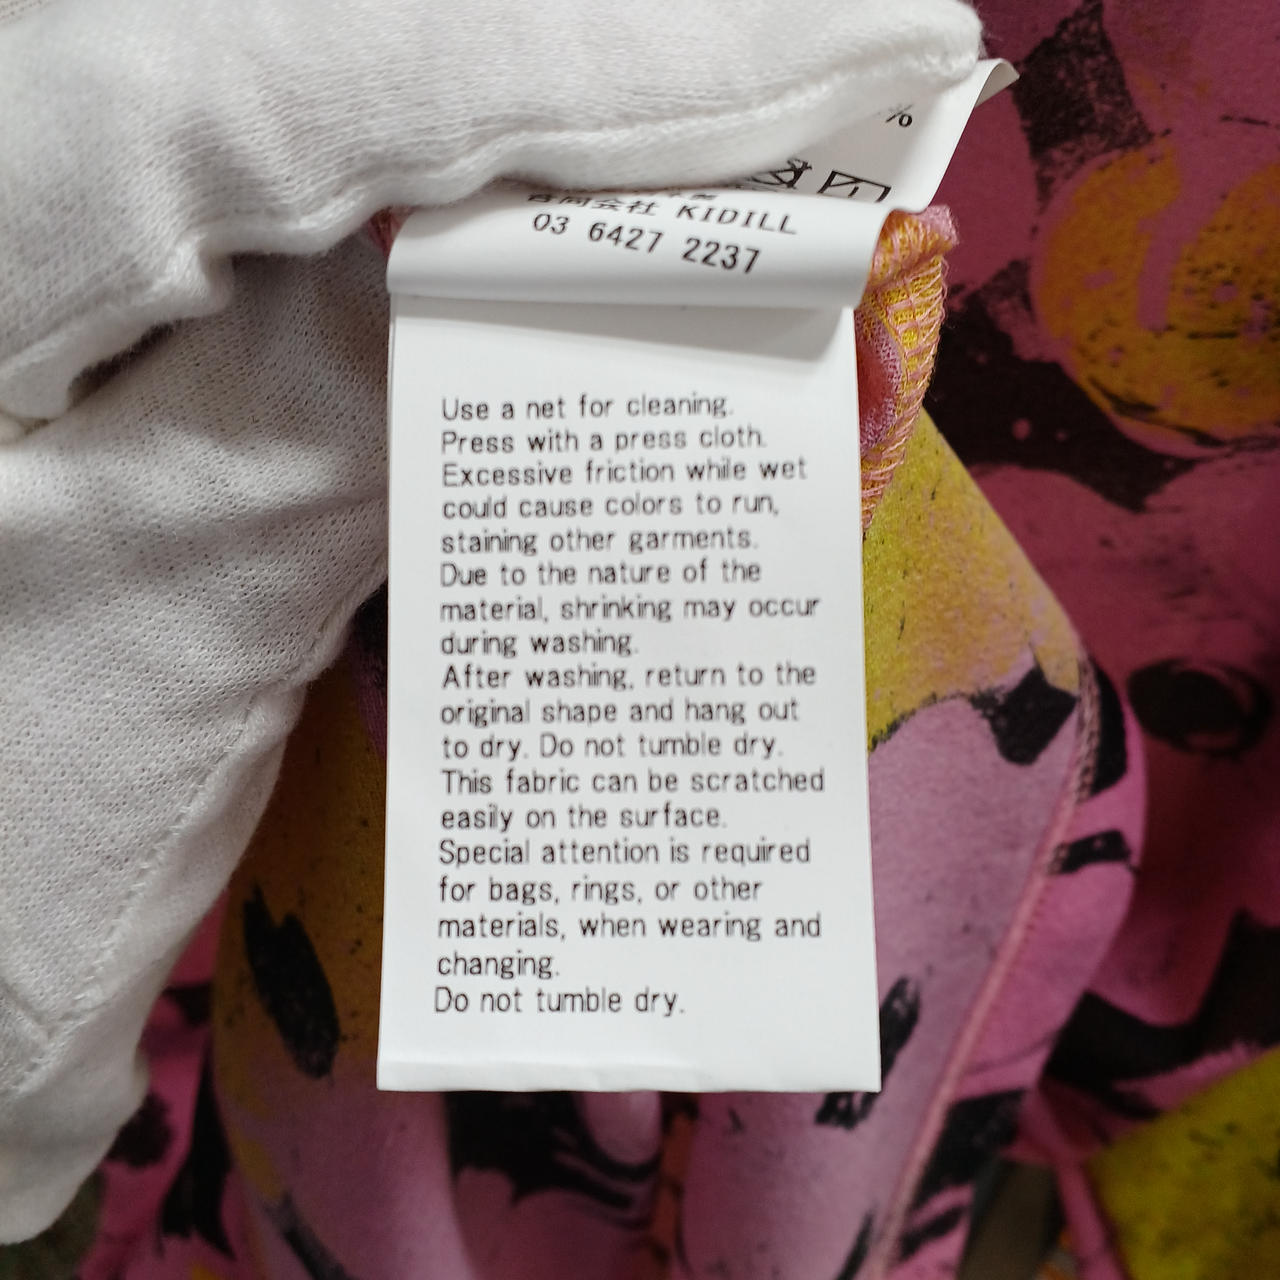 %
合同会社 KIDILL
03 6427 2237
Use a net for cleaning.
Press with a press cloth.
Excessive friction while wet
could cause colors to run,
staining other garments.
Due to the nature of the
material, shrinking may occur
during washing.
After washing, return to the
original shape and hang out
to dry. Do not tumble dry.
This fabric can be scratched
easily on the surface.
Special attention is required
for bags, rings, or other
materials, when wearing and
changing.
Do not tumble dry.